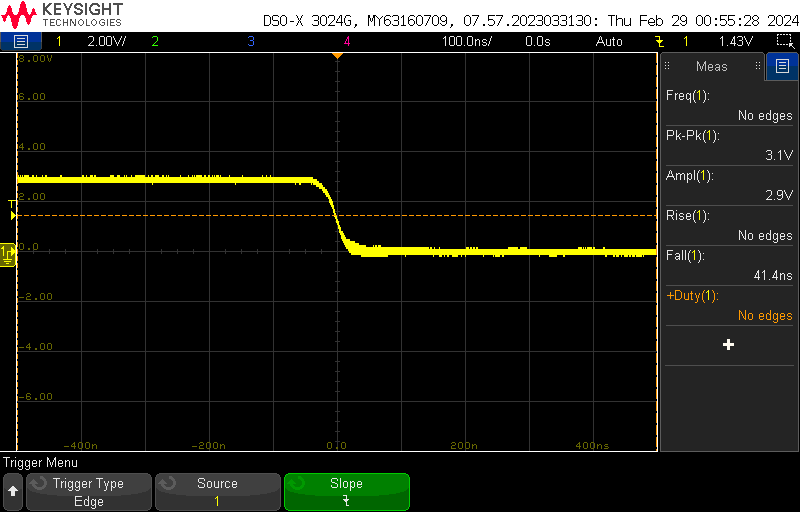 KEYSIGHT
TECHNOLOGIES
DSO-X 3024G, MY63160709, 07.57.2023033130: Thu Feb 29 00:55:28 2024
1 2.00V/ 2 3 4 100.0ns/ 0.0s Auto 1 1.43V
8.00V
6.00
4.00
2.00
T
0.0
1
-2.00
-4.00
-6.00
-400n -200n 0.0 200n 400ns
Meas
Freq(1):
No edges
Pk-Pk(1):
3.1V
Ampl(1):
2.9V
Rise(1):
No edges
Fall(1):
41.4ns
+Duty(1):
No edges
Trigger Menu
Trigger Type
Edge
Source
1
Slope